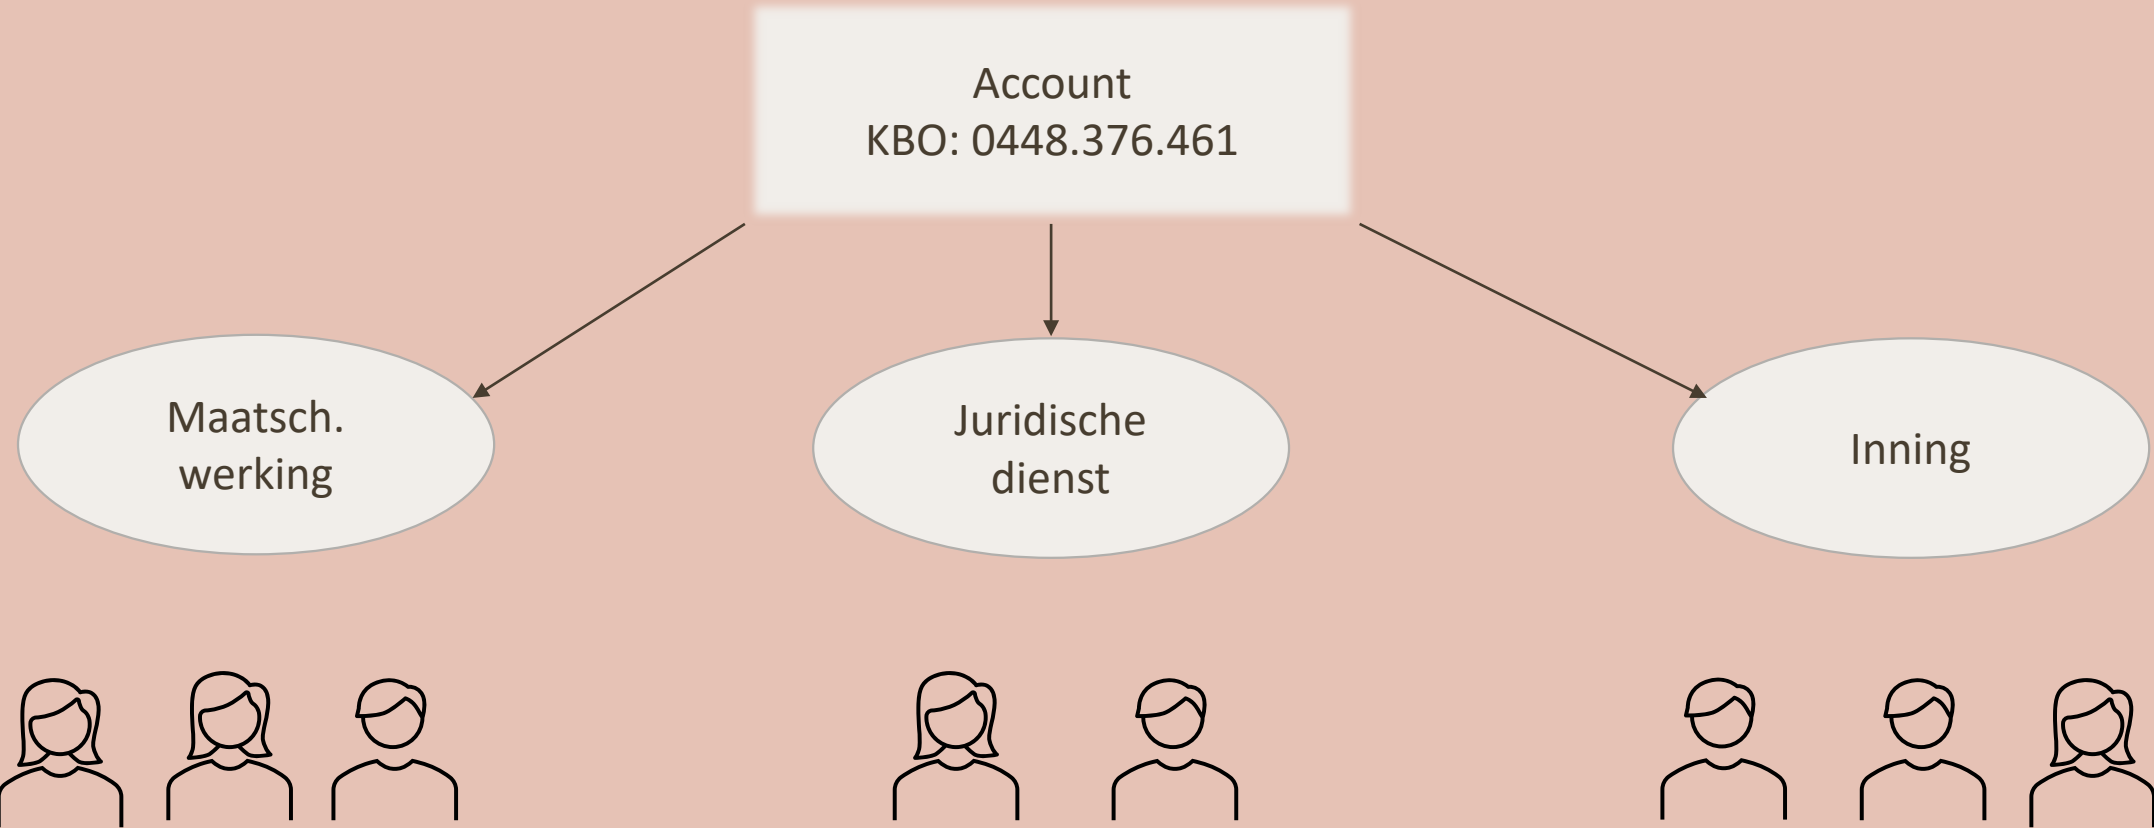 Account
KBO: 0448.376.461
Maatsch.
werking
Juridische
dienst
Inning